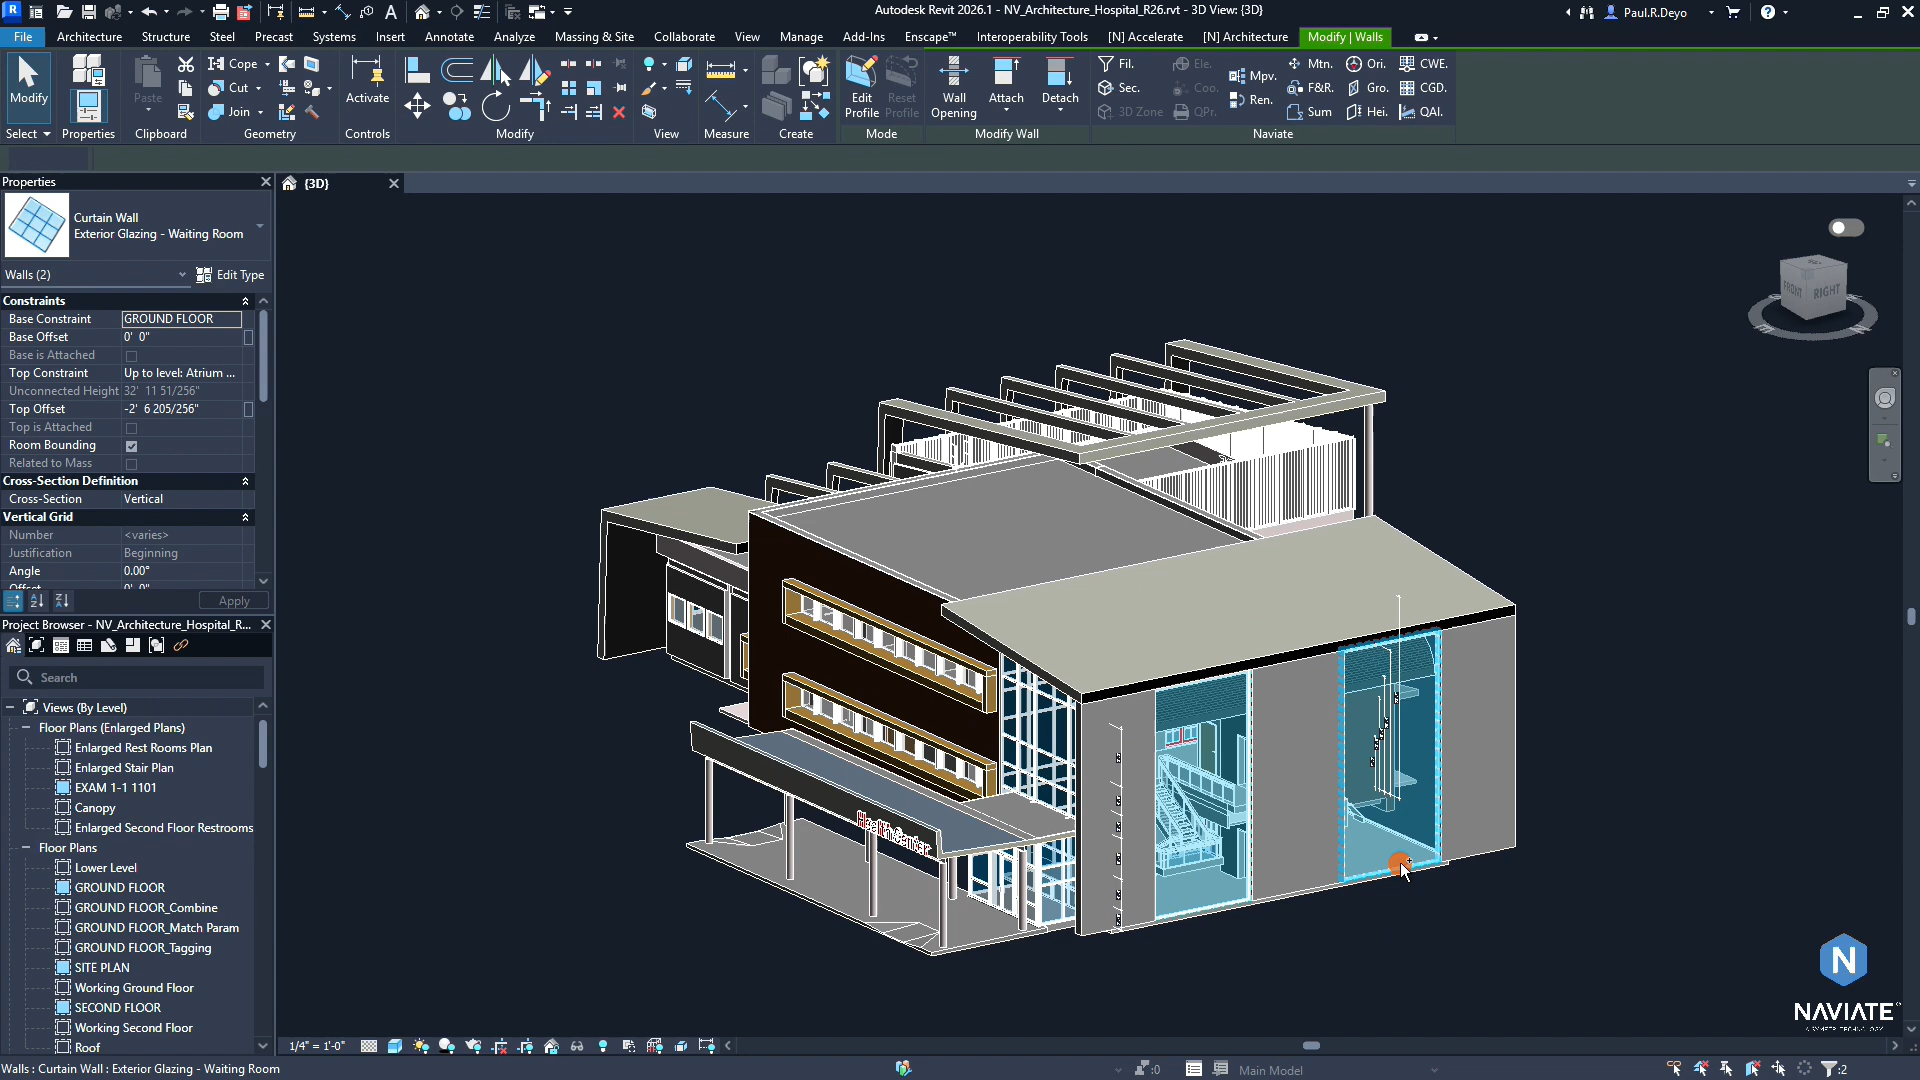 Autodesk Revit 2026.1 - NV_Architecture_Hospital_R26.rvt - 3D View: {3D}
Paul.R.Deyo
File Architecture Structure Steel Precast Systems Insert Annotate Analyze Massing & Site Collaborate View Manage Add-Ins Enscape™ Interoperability Tools [N] Accelerate [N] Architecture Modify | Walls
Cope Fil. Ele. Mtn. Ori. CWE.
Mpv.
Modify Paste Cut Activate Edit Profile Reset Profile Wall Opening Attach Detach Sec. Coo. F&R. Gro. CGD.
Ren.
Join 3D Zone QPr. Sum Hei. QAI.
Select Properties Clipboard Geometry Controls Modify View Measure Create Mode Modify Wall Naviate
Properties
{3D}
Curtain Wall
Exterior Glazing - Waiting Room
Walls (2) Edit Type
Constraints
Base Constraint GROUND FLOOR
Base Offset 0' 0"
Base is Attached
Top Constraint Up to level: Atrium ...
Unconnected Height 32' 11 51/256"
Top Offset -2' 6 205/256"
Top is Attached
Room Bounding
Related to Mass
Cross-Section Definition
Cross-Section Vertical
Vertical Grid
Number <varies>
Justification Beginning
Angle 0.00°
Offset 0' 0"
Apply
Project Browser - NV_Architecture_Hospital_R...
Search
Views (By Level)
Floor Plans (Enlarged Plans)
Enlarged Rest Rooms Plan
Enlarged Stair Plan
EXAM 1-1 1101
Canopy
Enlarged Second Floor Restrooms
Floor Plans
Lower Level
GROUND FLOOR
GROUND FLOOR_Combine
GROUND FLOOR_Match Param
GROUND FLOOR_Tagging
SITE PLAN
Working Ground Floor
SECOND FLOOR
Working Second Floor
Roof
FRONT RIGHT
Health Center
N
NAVIATE
A SYMETRI TECHNOLOGY
1/4" = 1'-0"
Walls : Curtain Wall : Exterior Glazing - Waiting Room
:0
Main Model
:2